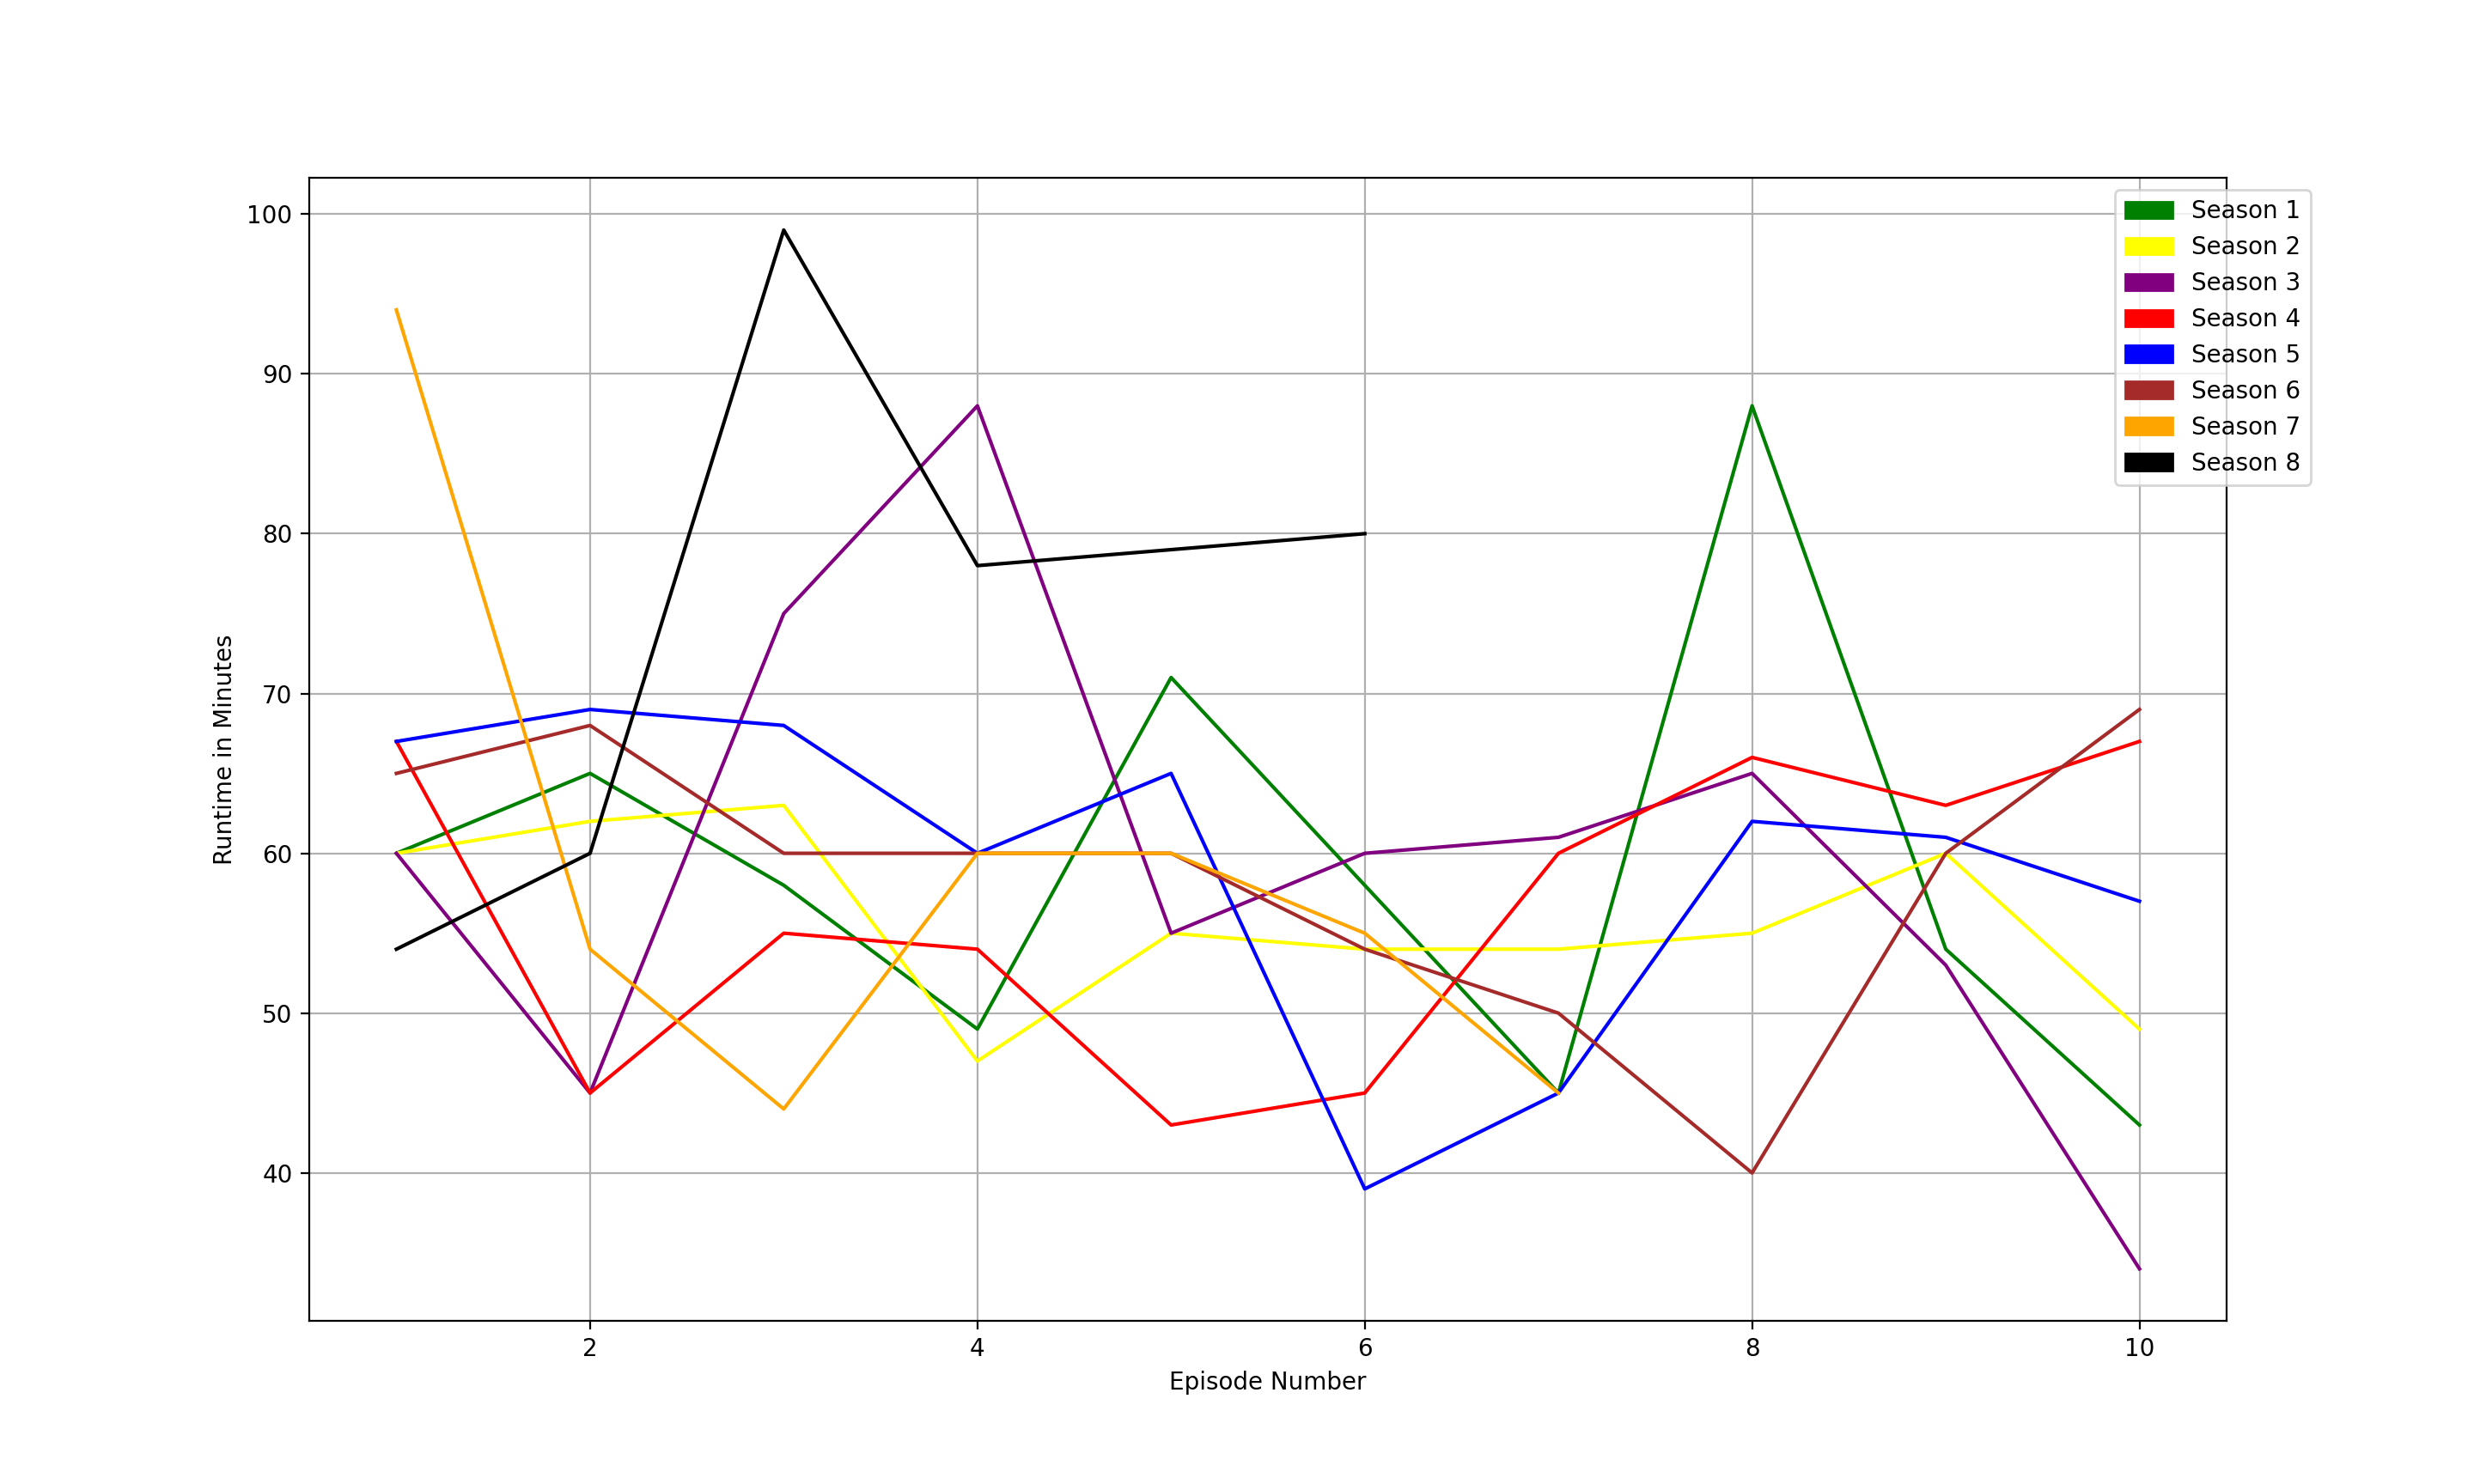 100
90
80
70
60
50
40
Runtime in Minutes
2 4 6 8 10
Episode Number
Season 1
Season 2
Season 3
Season 4
Season 5
Season 6
Season 7
Season 8